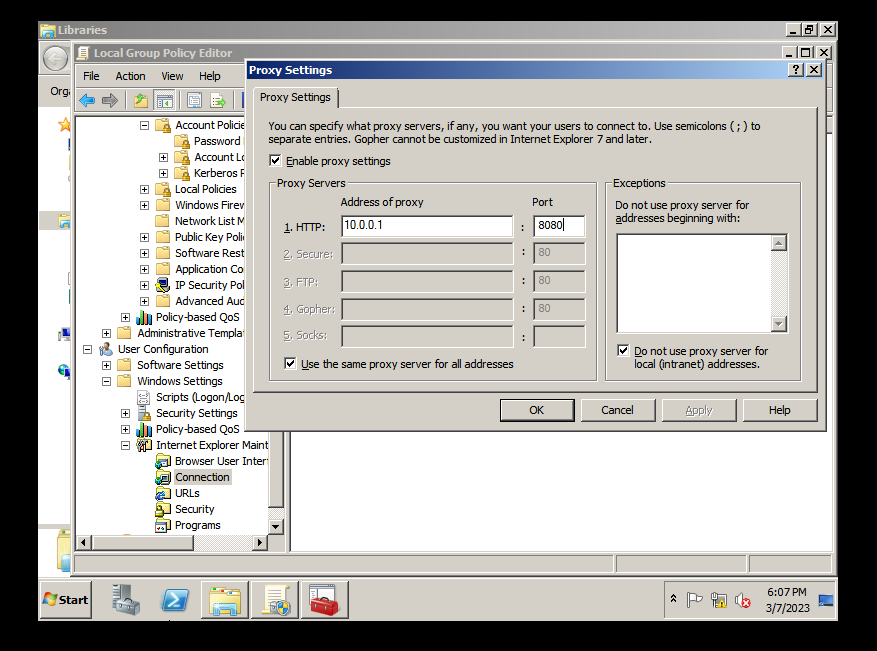 Libraries
Local Group Policy Editor
File Action View Help
Proxy Settings
Proxy Settings
You can specify what proxy servers, if any, you want your users to connect to. Use semicolons ( ; ) to
separate entries. Gopher cannot be customized in Internet Explorer 7 and later.
Enable proxy settings
Proxy Servers
Address of proxy Port
1. HTTP: 10.0.0.1 : 8080
2. Secure: : 80
3. FTP: : 80
4. Gopher: : 80
5. Socks: :
Use the same proxy server for all addresses
Exceptions
Do not use proxy server for
addresses beginning with:
Do not use proxy server for
local (intranet) addresses.
OK Cancel Apply Help
Account Policie
Password
Account Lo
Kerberos P
Local Policies
Windows Firew
Network List M
Public Key Poli
Software Rest
Application Co
IP Security Pol
Advanced Aud
Policy-based QoS
Administrative Templa
User Configuration
Software Settings
Windows Settings
Scripts (Logon/Log
Security Settings
Policy-based QoS
Internet Explorer Maint
Browser User Inter
Connection
URLs
Security
Programs
Start
6:07 PM
3/7/2023